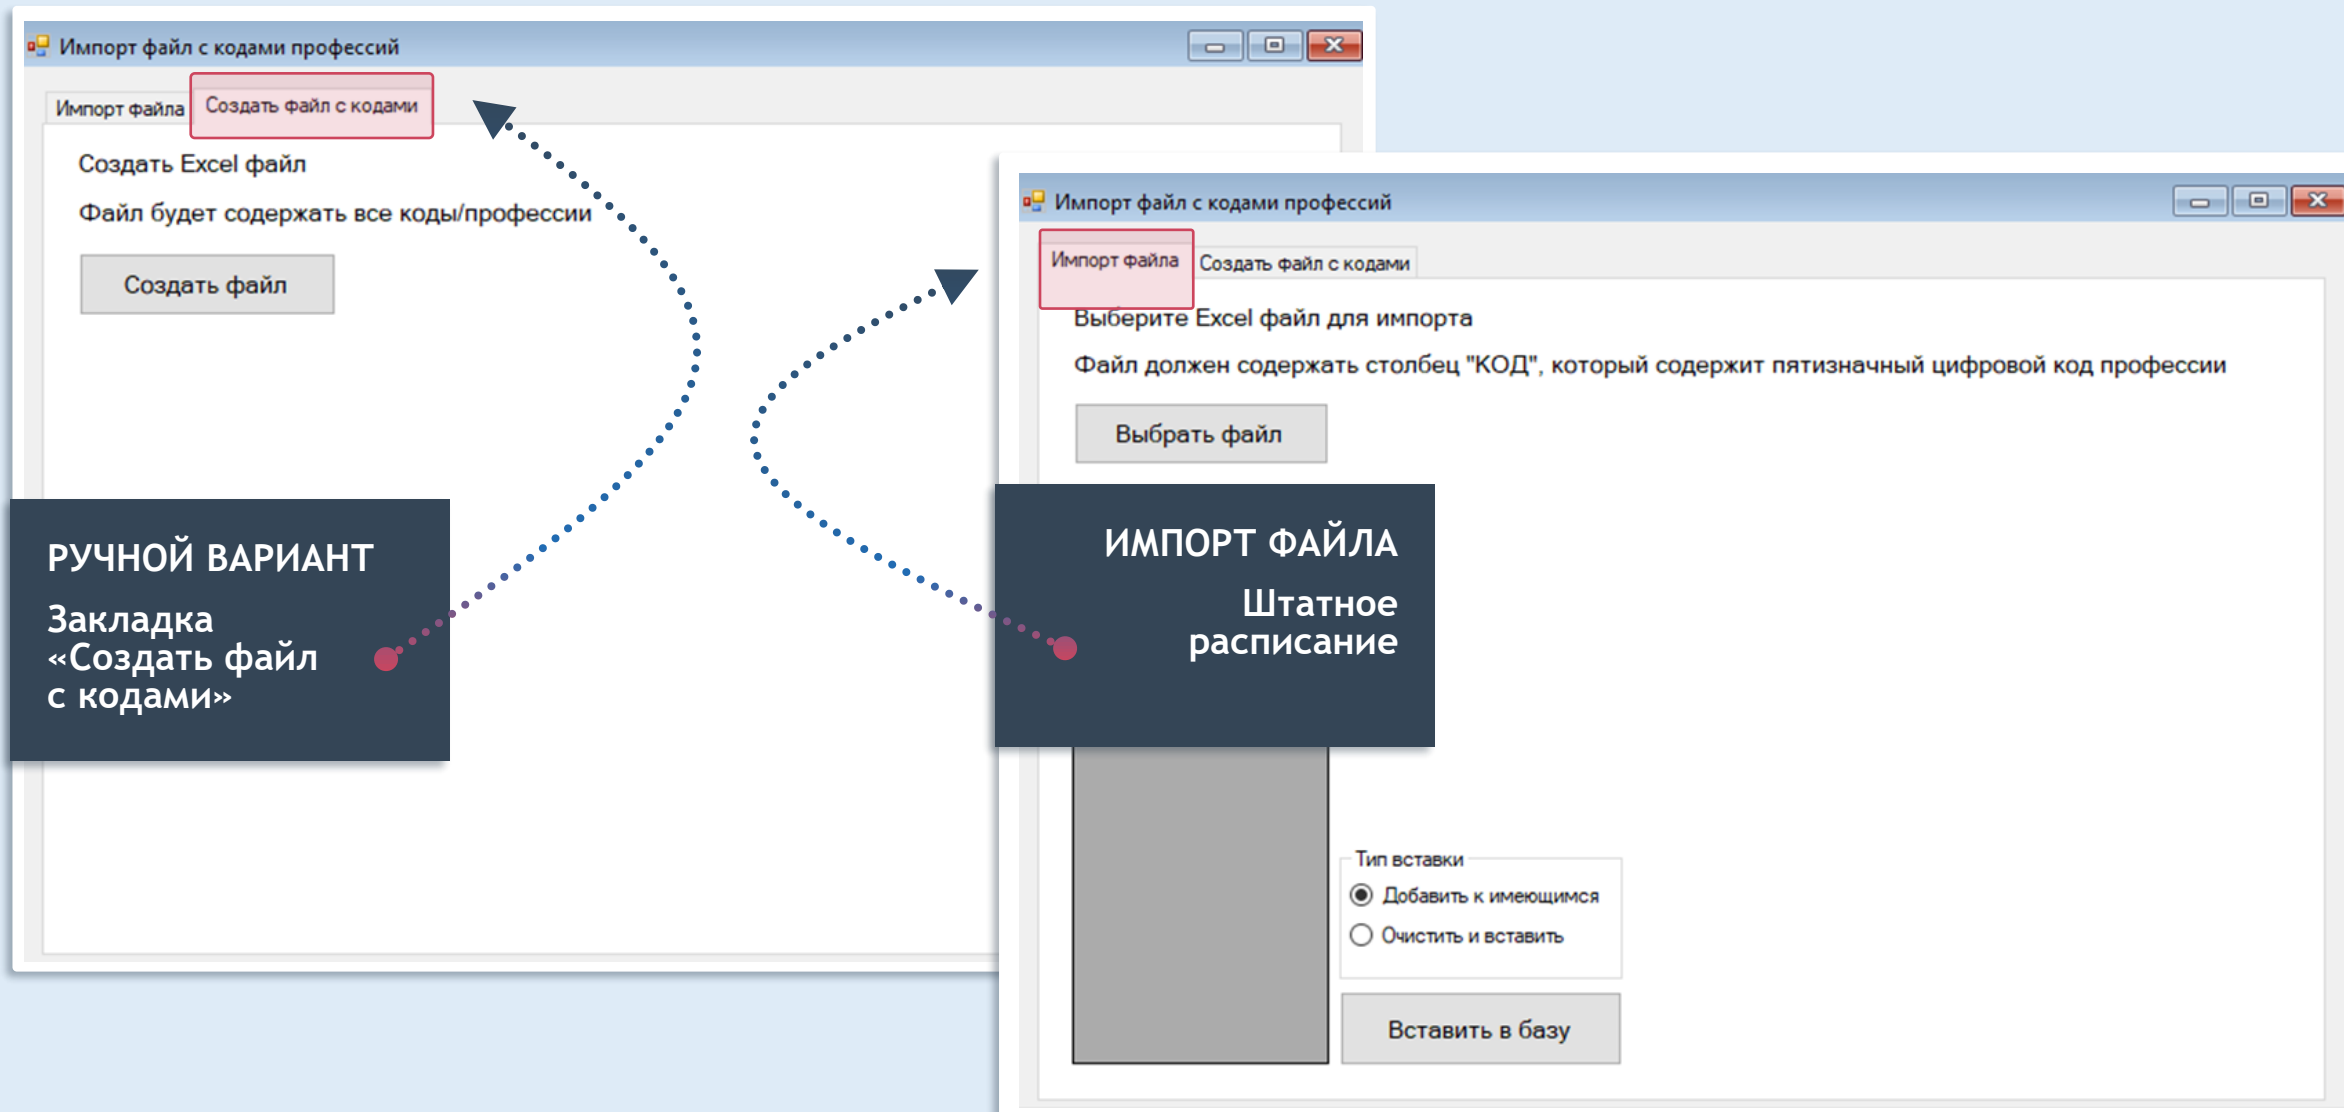 Импорт файл с кодами профессий
Импорт файла
Создать файл с кодами
Создать Excel файл
Файл будет содержать все коды/профессии
Создать файл
РУЧНОЙ ВАРИАНТ
Закладка
«Создать файл
с кодами»
Импорт файл с кодами профессий
Импорт файла
Создать файл с кодами
Выберите Excel файл для импорта
Файл должен содержать столбец "КОД", который содержит пятизначный цифровой код профессии
Выбрать файл
ИМПОРТ ФАЙЛА
Штатное
расписание
Тип вставки
Добавить к имеющимся
Очистить и вставить
Вставить в базу